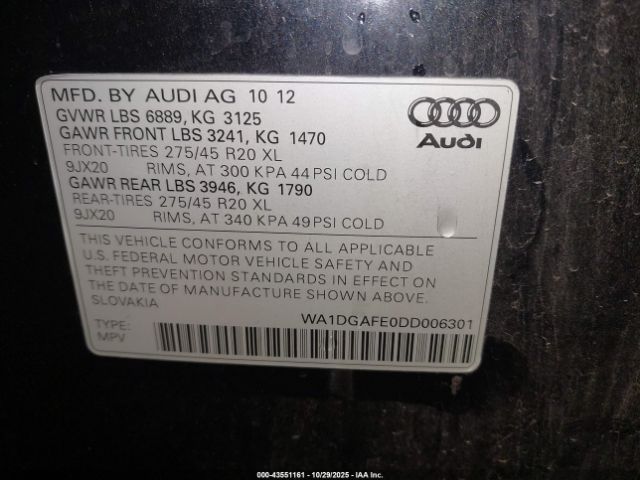 MFD. BY AUDI AG 10 12
GVWR LBS 6889, KG 3125
GAWR FRONT LBS 3241, KG 1470
FRONT-TIRES 275/45 R20 XL
9JX20 RIMS, AT 300 KPA 44 PSI COLD
GAWR REAR LBS 3946, KG 1790
REAR-TIRES 275/45 R20 XL
9JX20 RIMS, AT 340 KPA 49 PSI COLD
Audi
THIS VEHICLE CONFORMS TO ALL APPLICABLE
U.S. FEDERAL MOTOR VEHICLE SAFETY AND
THEFT PREVENTION STANDARDS IN EFFECT ON
THE DATE OF MANUFACTURE SHOWN ABOVE.
SLOVAKIA
WA1DGAFE0DD006301
TYPE:
MPV
000-43551161 - 10/29/2025 - IAAI.COM